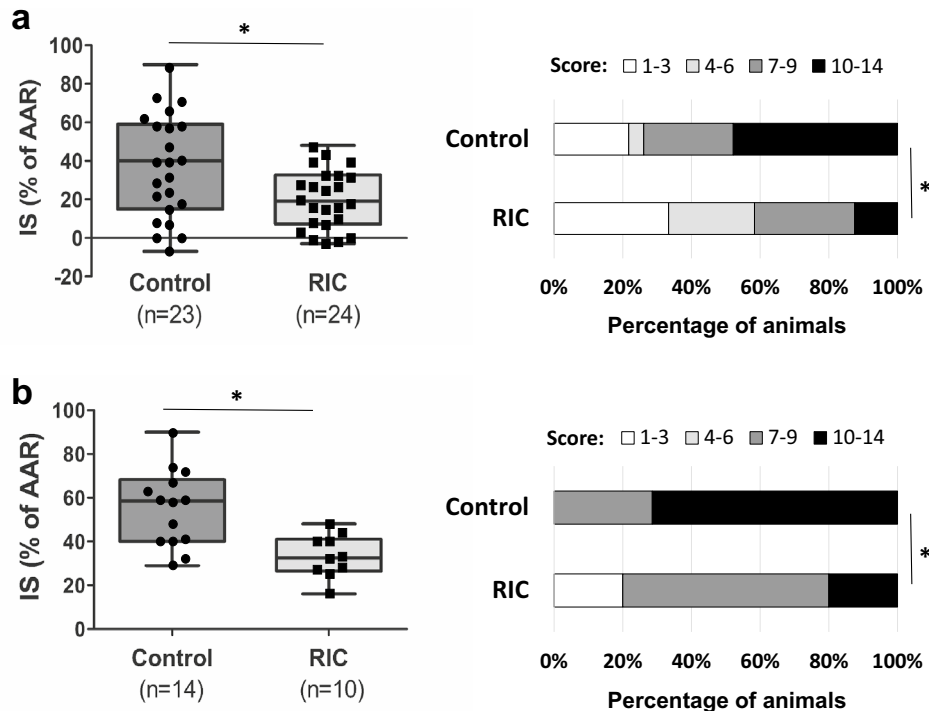 a
*
IS (% of AAR)
100
80
60
40
20
0
-20
Control
RIC
(n=23)
(n=24)
Score: 1-3 4-6 7-9 10-14
Control
RIC
*
0% 20% 40% 60% 80% 100%
Percentage of animals
b
*
IS (% of AAR)
100
80
60
40
20
0
Control
RIC
(n=14)
(n=10)
Score: 1-3 4-6 7-9 10-14
Control
RIC
*
0% 20% 40% 60% 80% 100%
Percentage of animals